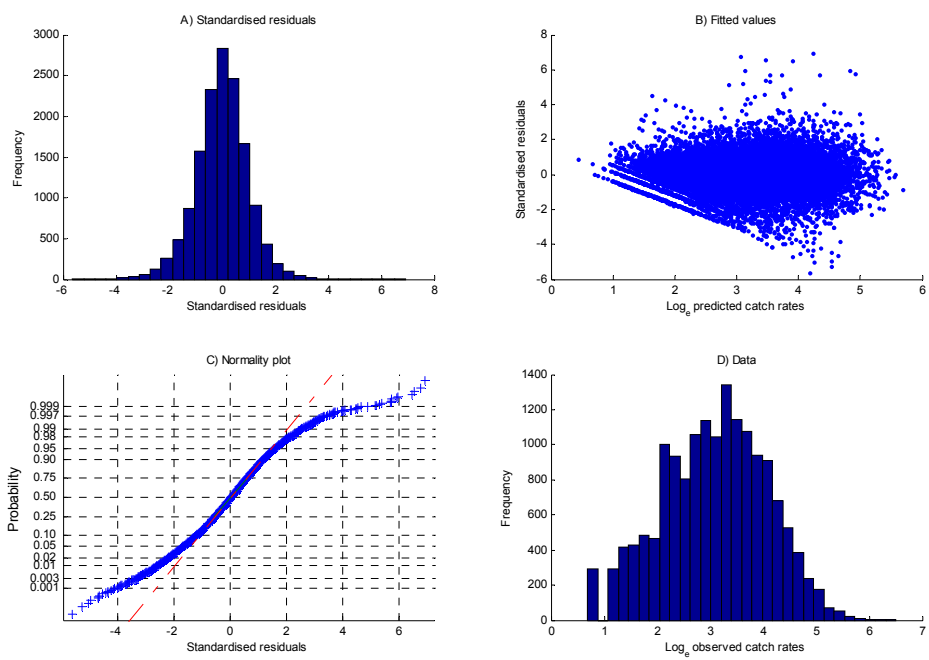 A) Standardised residuals
3000
2500
2000
1500
1000
500
0
Frequency
-6 -4 -2 0 2 4 6 8
Standardised residuals
B) Fitted values
8
6
4
2
0
-2
-4
-6
Standardised residuals
0 1 2 3 4 5 6
Log_e predicted catch rates
C) Normality plot
0.999
0.997
0.99
0.98
0.95
0.90
0.75
0.50
0.25
0.10
0.05
0.02
0.01
0.003
0.001
Probability
-4 -2 0 2 4 6
Standardised residuals
D) Data
1400
1200
1000
800
600
400
200
0
Frequency
0 1 2 3 4 5 6 7
Log_e observed catch rates